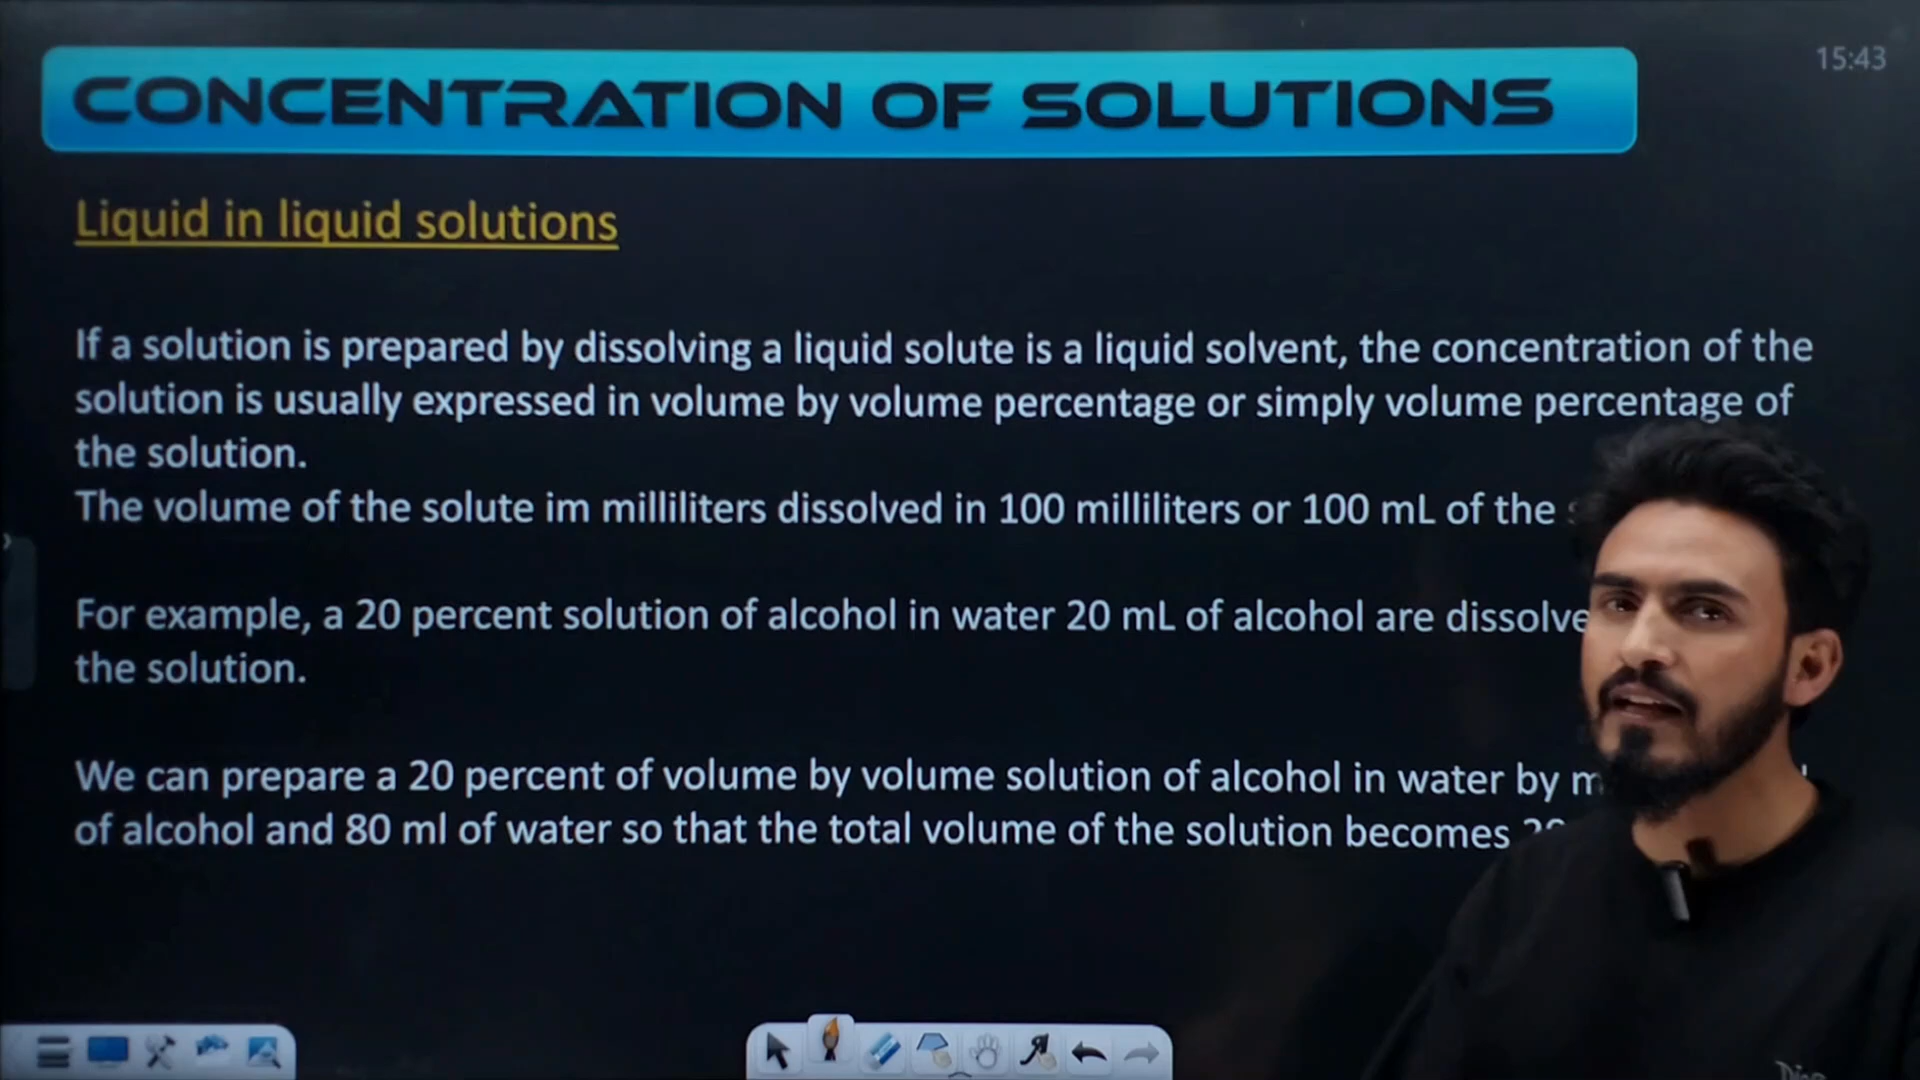 15:43
CONCENTRATION OF SOLUTIONS
Liquid in liquid solutions
If a solution is prepared by dissolving a liquid solute is a liquid solvent, the concentration of the
solution is usually expressed in volume by volume percentage or simply volume percentage of
the solution.
The volume of the solute im milliliters dissolved in 100 milliliters or 100 mL of the
For example, a 20 percent solution of alcohol in water 20 mL of alcohol are
the solution.
We can prepare a 20 percent of volume by volume solution of alcohol in water by
of alcohol and 80 ml of water so that the total volume of the solution becomes